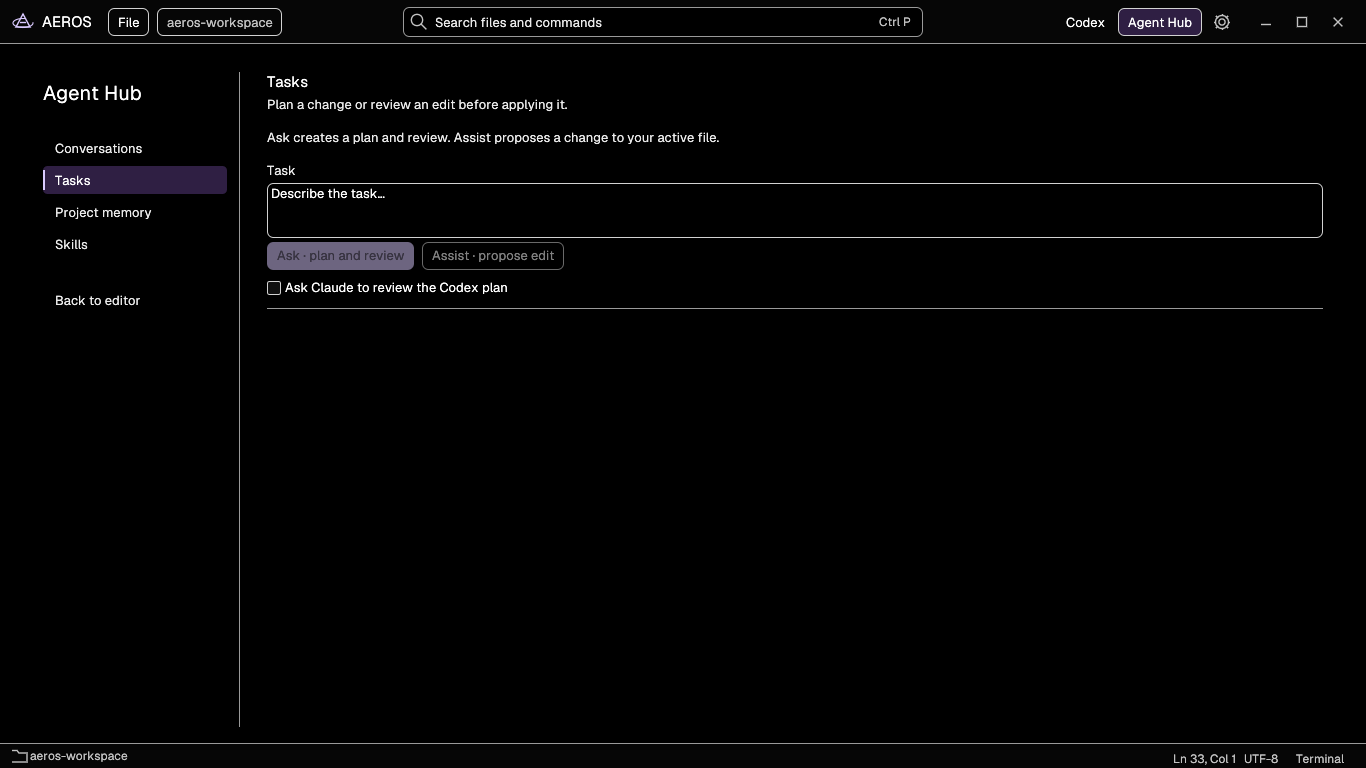 AEROS File aeros-workspace Search files and commands Ctrl P Codex Agent Hub
Agent Hub
Conversations
Tasks
Project memory
Skills
Back to editor
Tasks
Plan a change or review an edit before applying it.
Ask creates a plan and review. Assist proposes a change to your active file.
Task
Describe the task…
Ask · plan and review Assist · propose edit
Ask Claude to review the Codex plan
aeros-workspace Ln 33, Col 1 UTF-8 Terminal